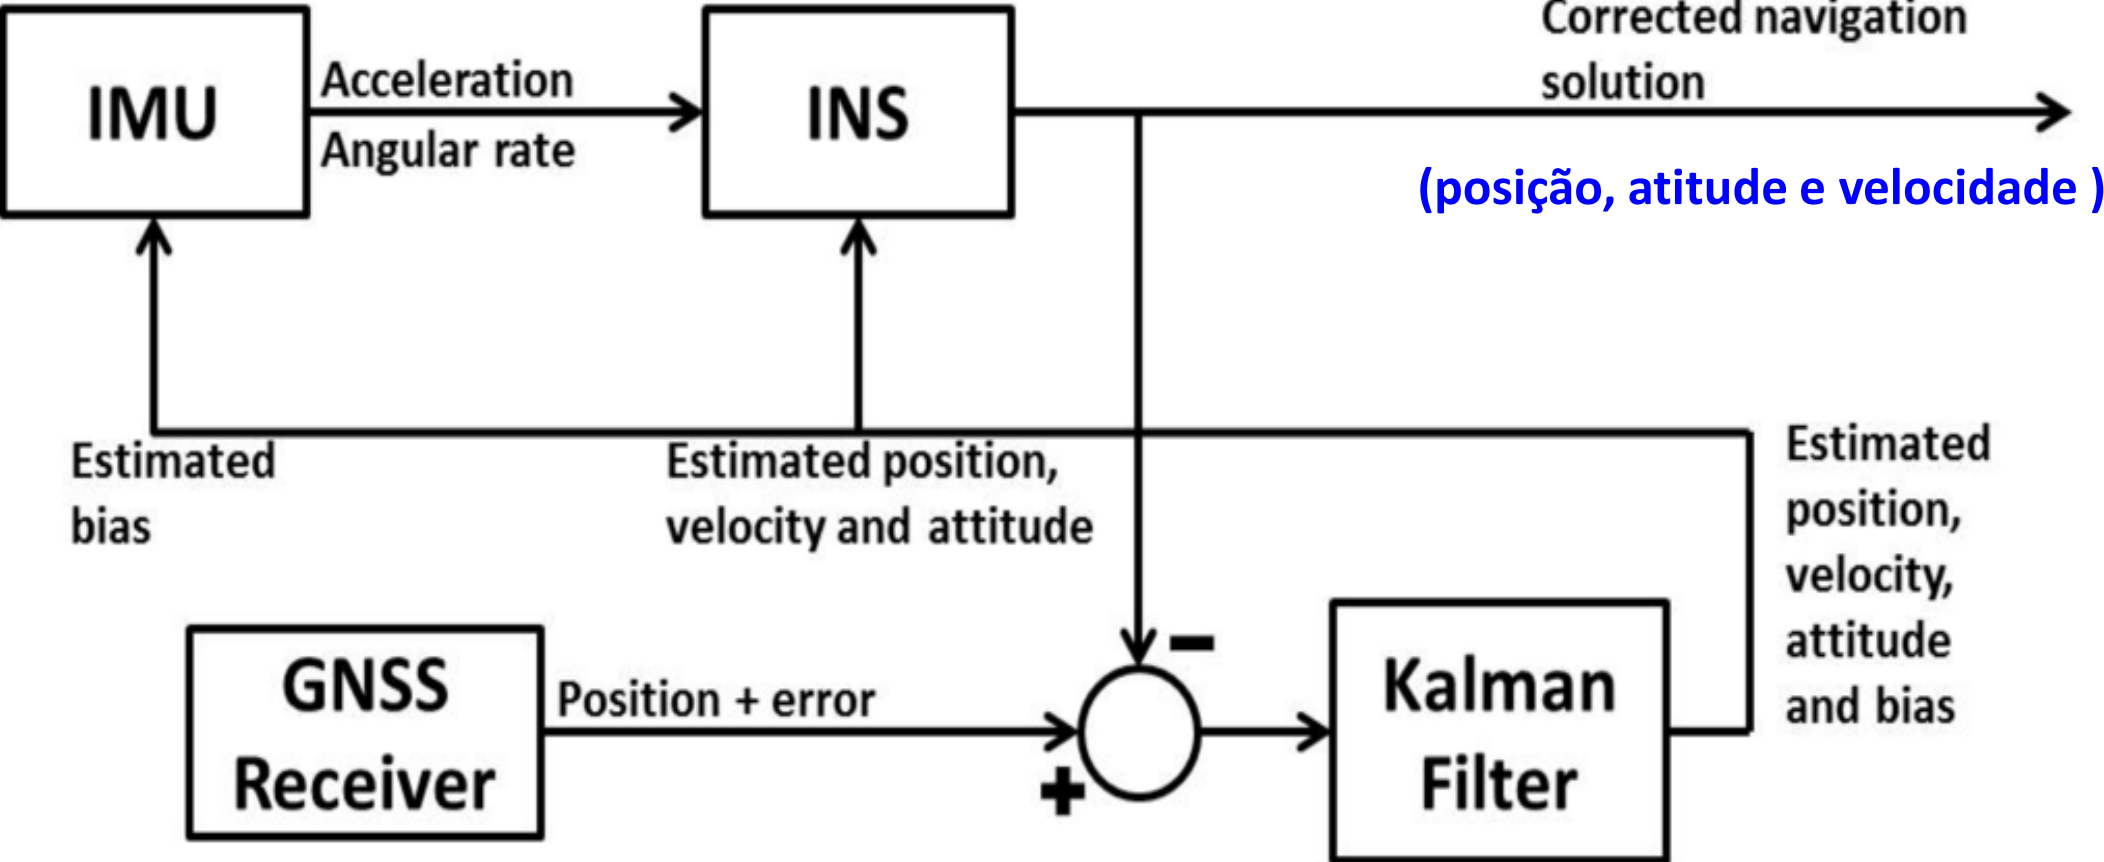 Corrected navigation
solution
IMU
Acceleration
Angular rate
INS
(posição, atitude e velocidade )
Estimated
bias
Estimated position,
velocity and attitude
Estimated
position,
velocity,
attitude
and bias
GNSS
Receiver
Position + error
−
+
Kalman
Filter